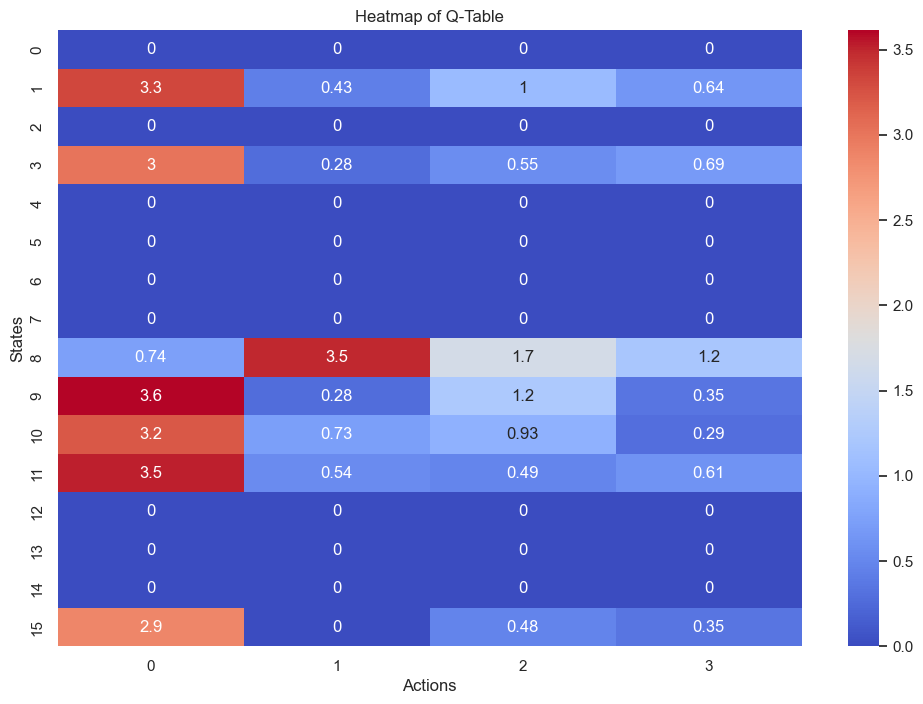 Heatmap of Q-Table
0 0 0 0 0
1 3.3 0.43 1 0.64
2 0 0 0 0
3 3 0.28 0.55 0.69
4 0 0 0 0
5 0 0 0 0
6 0 0 0 0
7 0 0 0 0
8 0.74 3.5 1.7 1.2
9 3.6 0.28 1.2 0.35
10 3.2 0.73 0.93 0.29
11 3.5 0.54 0.49 0.61
12 0 0 0 0
13 0 0 0 0
14 0 0 0 0
15 2.9 0 0.48 0.35
States
0 1 2 3
Actions
3.5
3.0
2.5
2.0
1.5
1.0
0.5
0.0